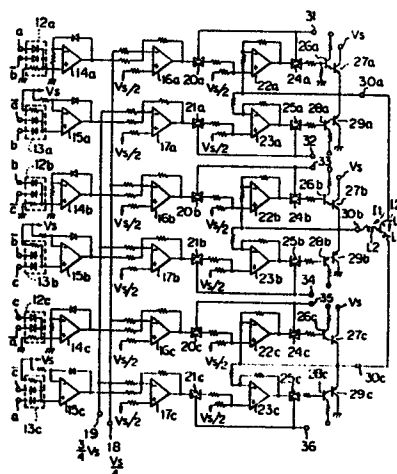 12a 31
a 26a Vs
b̄ 14a Vs/2 16a 20a Vs/2 22a 24a 27a
Vs 21a 25a 28a 30a
ā
b 15a Vs/2 17a Vs/2 23a 29a
13a 12b 32
33
b 26b Vs
c̄ 14b Vs/2 16b 20b Vs/2 22b 24b 27b
30b
Vs 21b 25b 28b L2
b̄
c 15b Vs/2 17b Vs/2 23b 29b
13b 12c 34
35
c 26c Vs
14c Vs/2 16c 20c Vs/2 22c 24c 27c
Vs 21c 25c 28c 30c
c̄
a 15c Vs/2 17c Vs/2 23c 29c
13c 19 18 36
3/4 Vs Vs/4